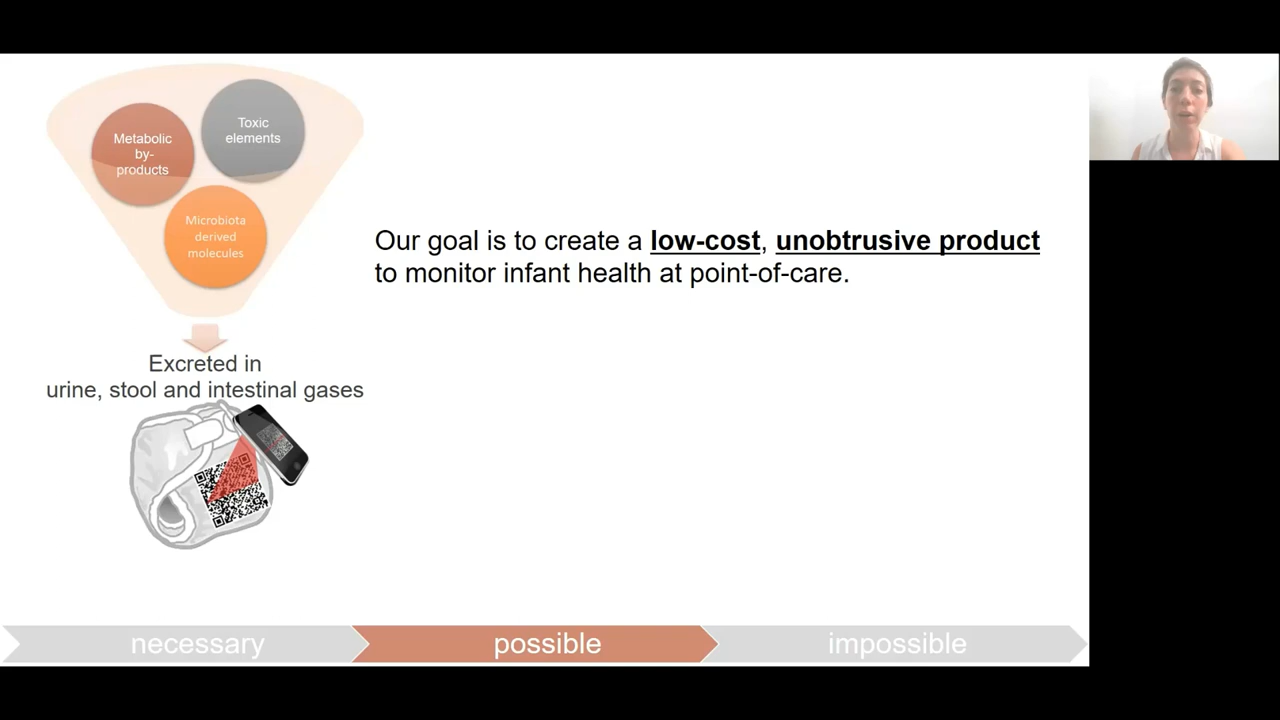 Metabolic
by-
products
Toxic
elements
Microbiota
derived
molecules
Excreted in
urine, stool and intestinal gases
Our goal is to create a low-cost, unobtrusive product
to monitor infant health at point-of-care.
necessary
possible
impossible